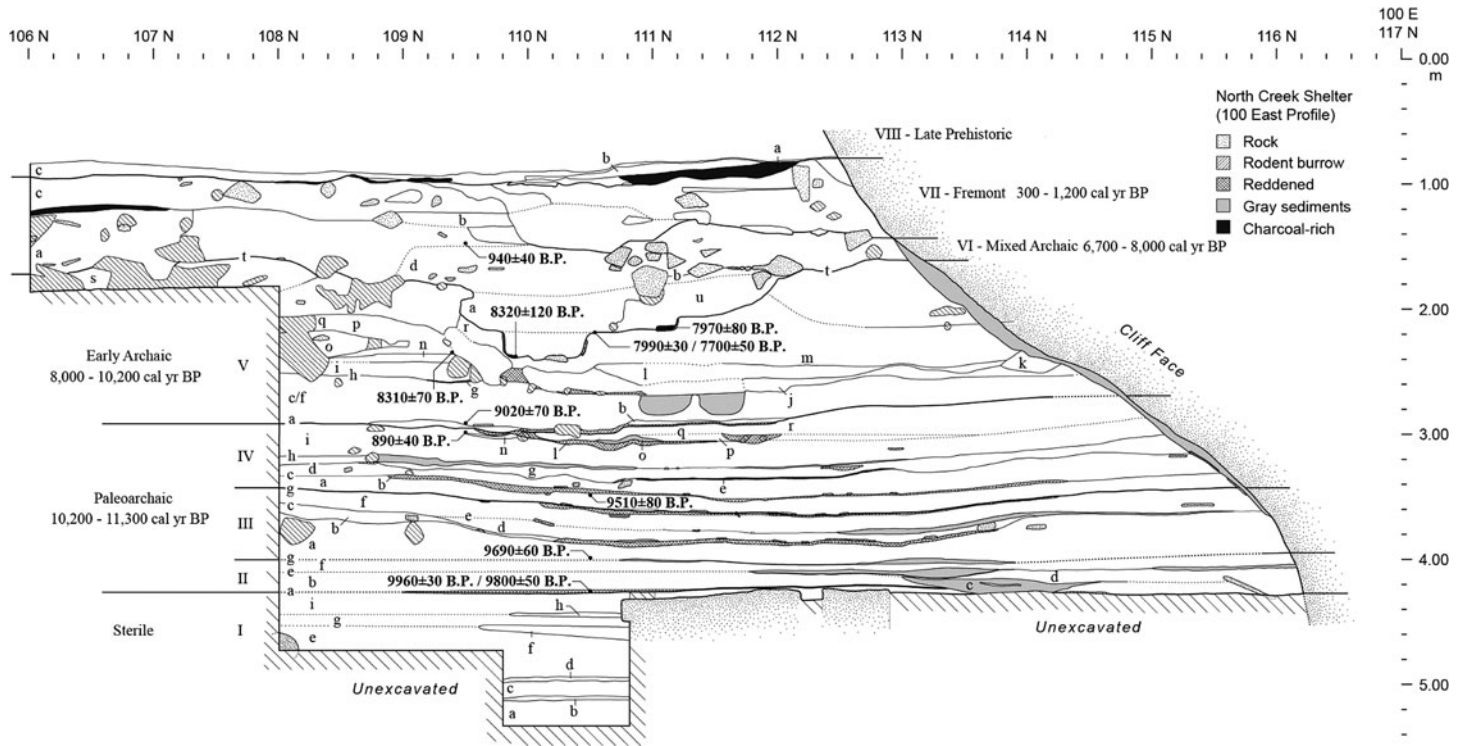 100 E
106 N 107 N 108 N 109 N 110 N 111 N 112 N 113 N 114 N 115 N 116 N 117 N
0.00
m
North Creek Shelter
(100 East Profile)
Rock
Rodent burrow
Reddened
Gray sediments
Charcoal-rich
VIII - Late Prehistoric
a
b
c
c
1.00
VII - Fremont 300 - 1,200 cal yr BP
b
VI - Mixed Archaic 6,700 - 8,000 cal yr BP
940±40 B.P.
a
t
d
s
b
t
2.00
a
u
8320±120 B.P.
q
p
r
7970±80 B.P.
7990±30 / 7700±50 B.P.
Cliff Face
Early Archaic
8,000 - 10,200 cal yr BP
V
o
n
m
k
i
h
g
l
8310±70 B.P.
c/f
j
9020±70 B.P.
b
a
r
890±40 B.P.
q
3.00
i
n
l
o
p
IV
h
d
g
c
a
b
e
g
Paleoarchaic
10,200 - 11,300 cal yr BP
9510±80 B.P.
c
f
III
b
e
d
a
9690±60 B.P.
4.00
g
f
e
II
b
9960±30 B.P. / 9800±50 B.P.
c
d
a
i
h
Sterile
I
g
e
f
Unexcavated
Unexcavated
d
c
5.00
a
b